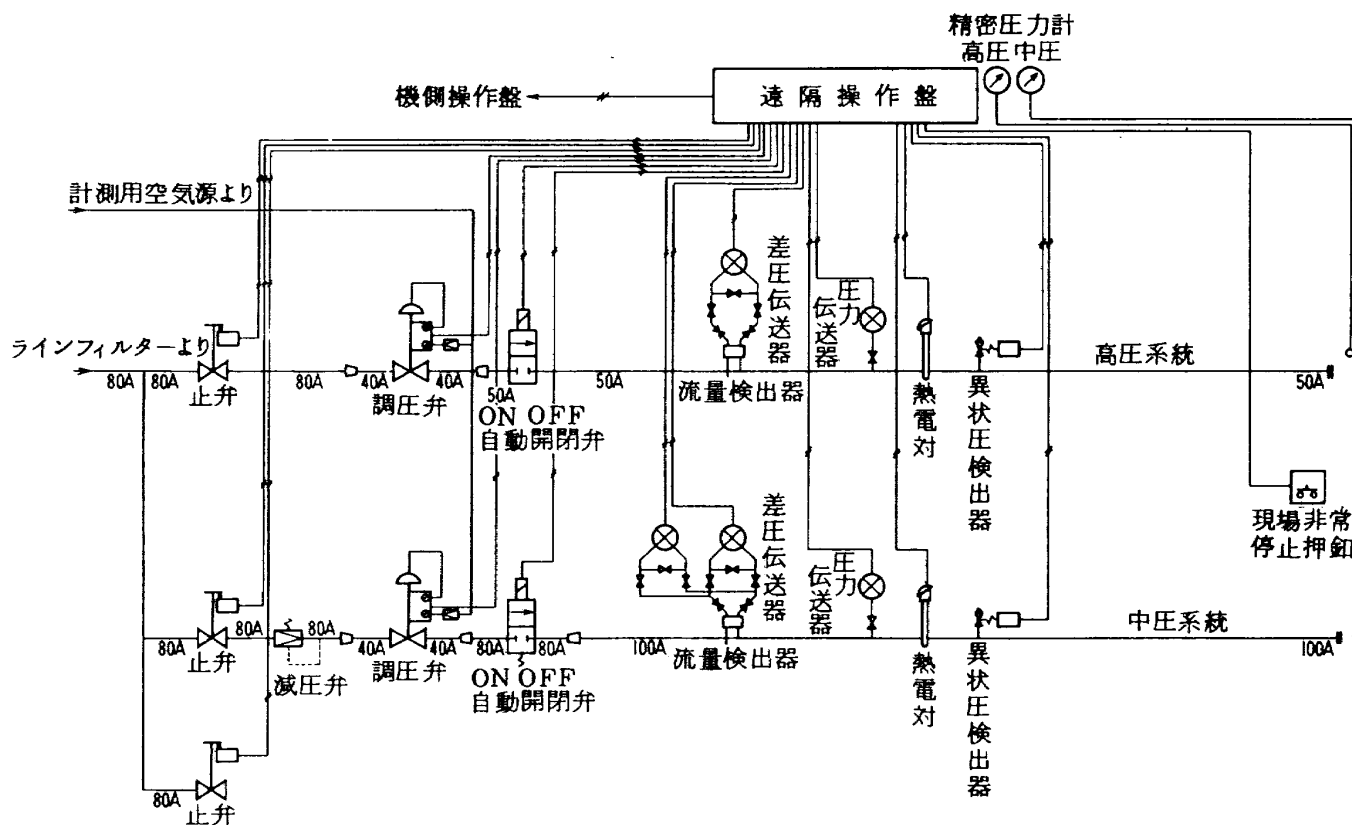 精密圧力計
高圧 中圧
遠隔操作盤
機側操作盤
計測用空気源より
ラインフィルターより
80A 80A
止弁
80A
40A
調圧弁
40A
50A
ON OFF
自動開閉弁
50A
差圧伝送器
流量検出器
圧力
伝送器
熱電対
異状圧検出器
高圧系統
50A
現場非常
停止押釦
80A
止弁
80A
減圧弁
80A
40A
調圧弁
40A
80A
ON OFF
自動開閉弁
80A
100A
差圧伝送器
流量検出器
圧力
伝送器
熱電対
異状圧検出器
中圧系統
100A
80A
止弁